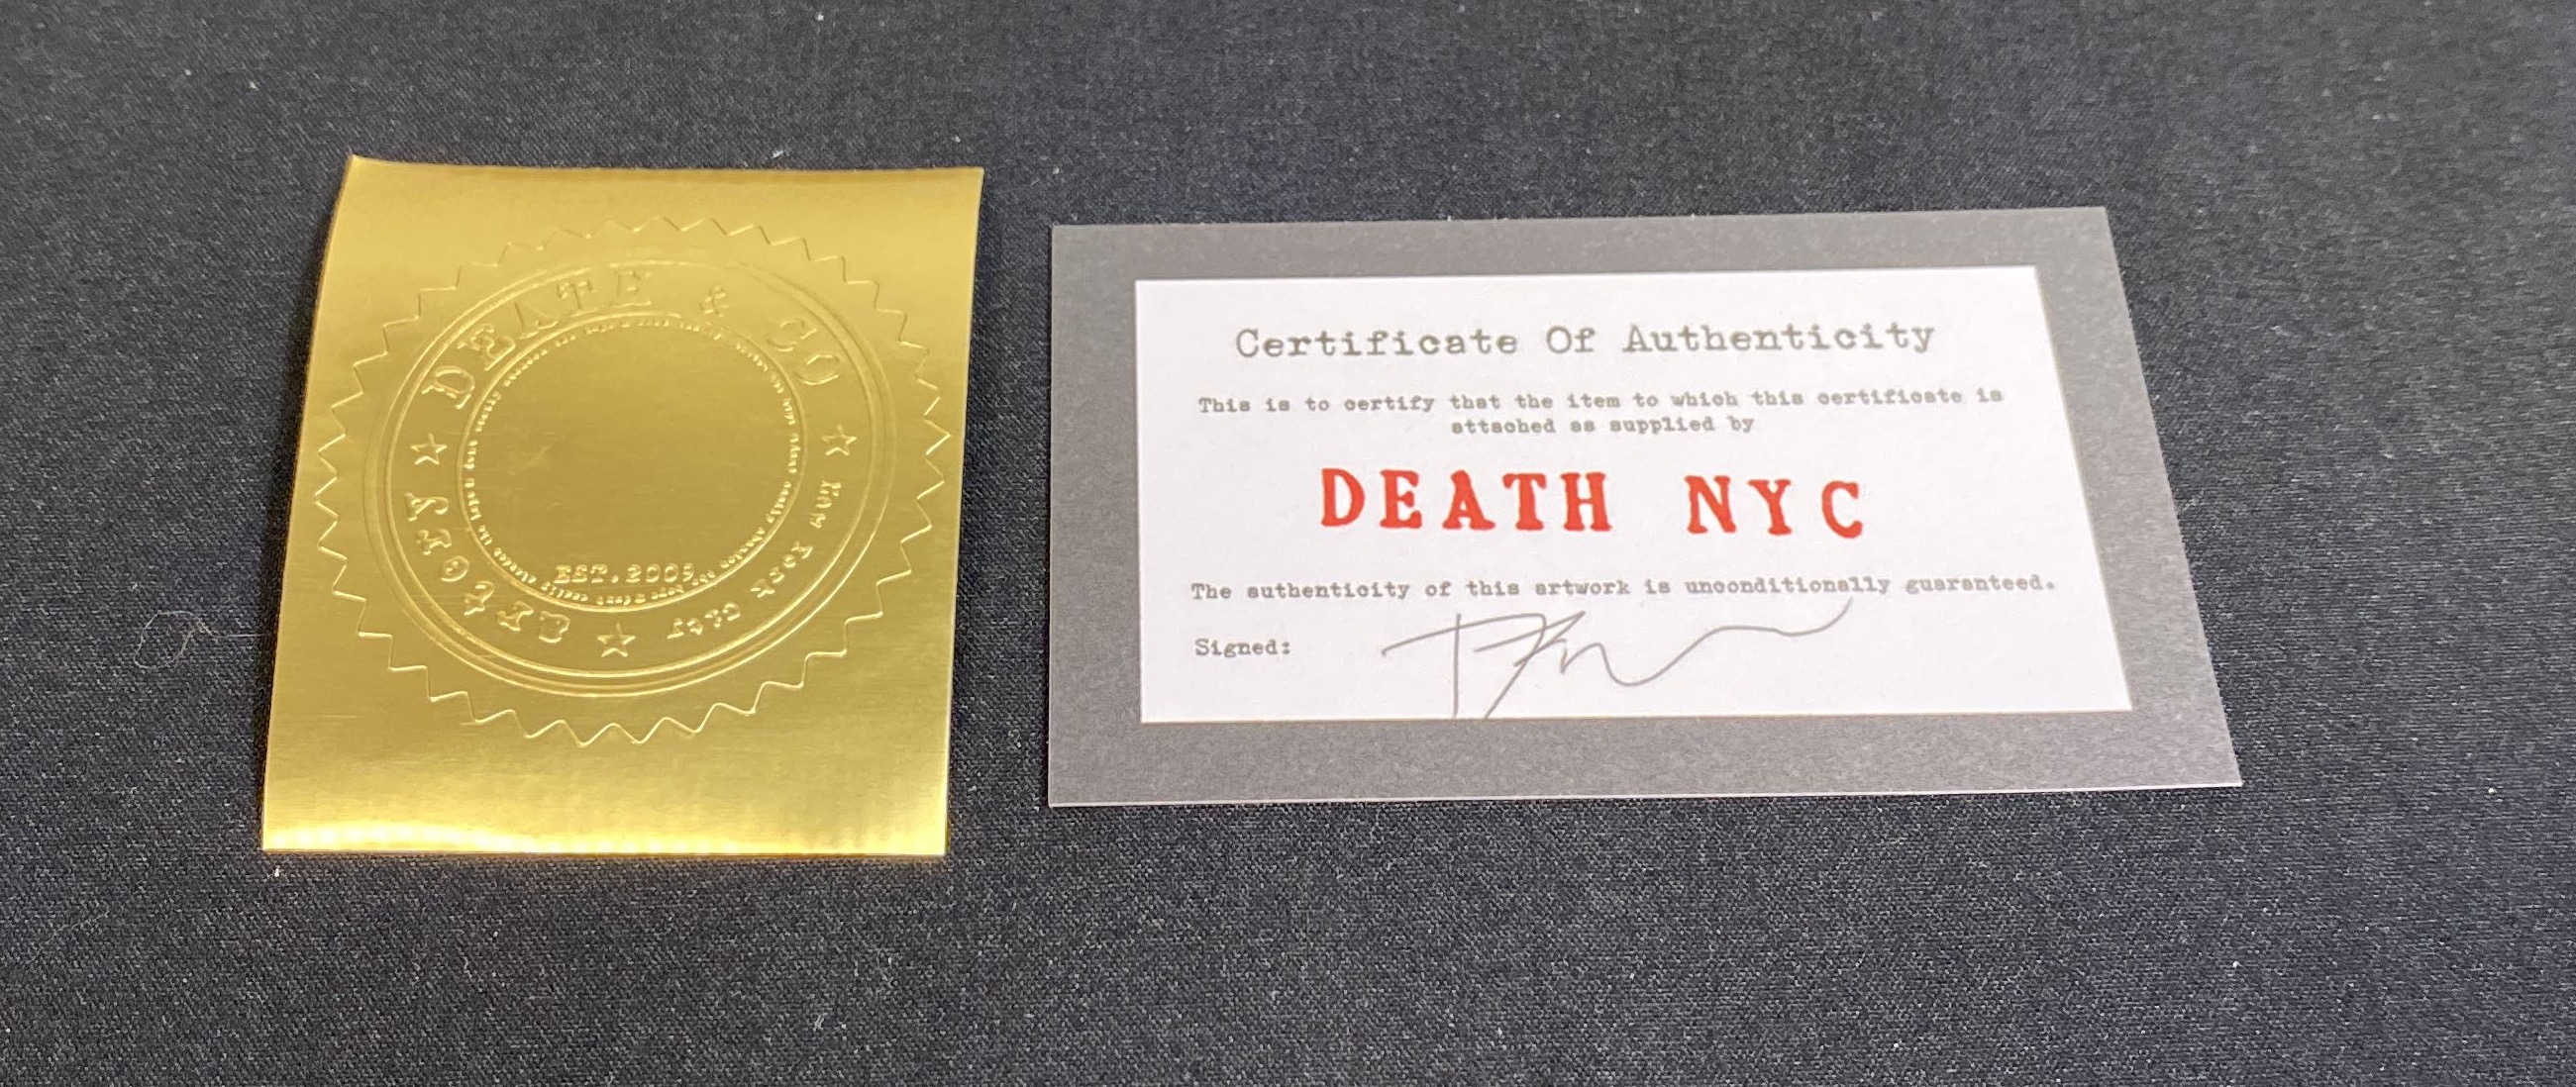 DEATH & CO
NEW YORK CITY
EST. 2009
Certificate Of Authenticity
This is to certify that the item to which this certificate is
attached as supplied by
DEATH NYC
The authenticity of this artwork is unconditionally guaranteed.
Signed: